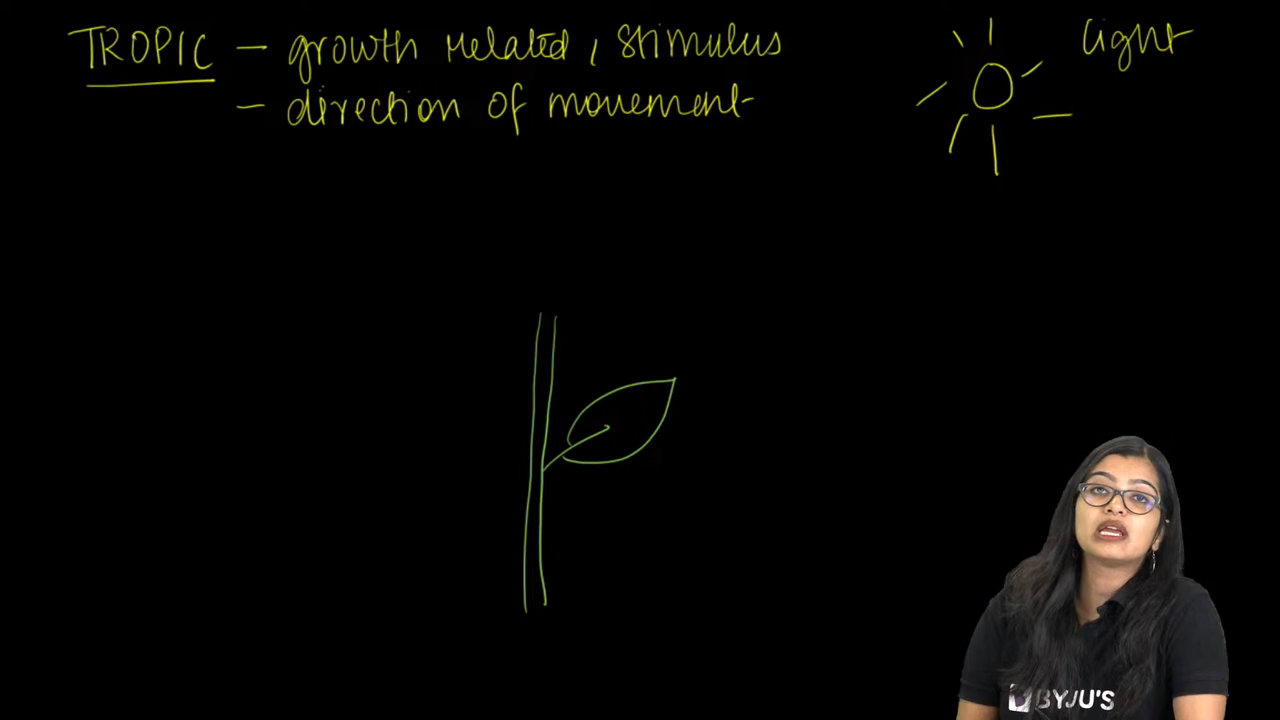 TROPIC - growth related, stimulus
- direction of movement
light
BYJU'S